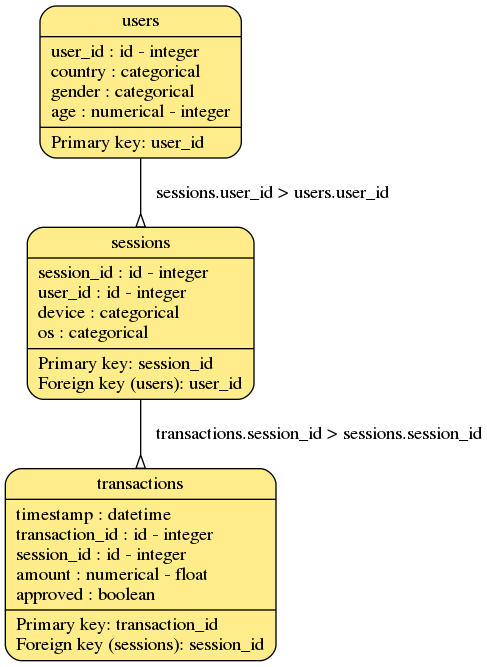 users
user_id : id - integer
country : categorical
gender : categorical
age : numerical - integer
Primary key: user_id
sessions.user_id > users.user_id
sessions
session_id : id - integer
user_id : id - integer
device : categorical
os : categorical
Primary key: session_id
Foreign key (users): user_id
transactions.session_id > sessions.session_id
transactions
timestamp : datetime
transaction_id : id - integer
session_id : id - integer
amount : numerical - float
approved : boolean
Primary key: transaction_id
Foreign key (sessions): session_id